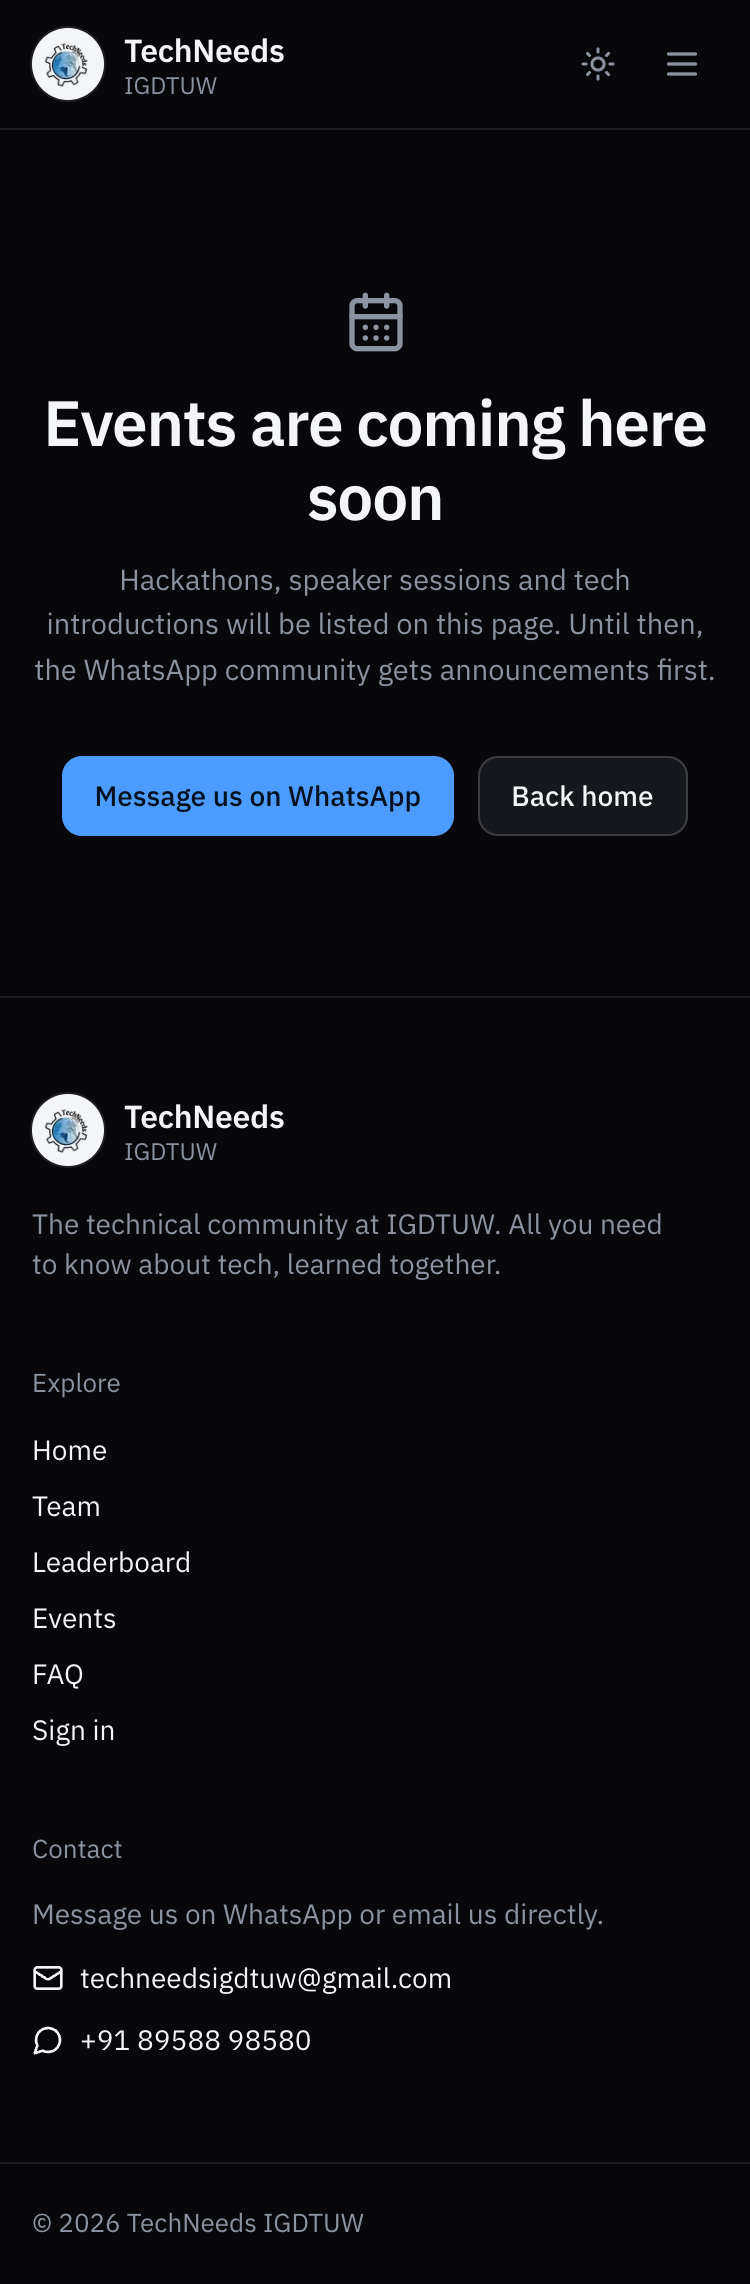 TechNeeds
TechNeeds
IGDTUW
Events are coming here
soon
Hackathons, speaker sessions and tech
introductions will be listed on this page. Until then,
the WhatsApp community gets announcements first.
Message us on WhatsApp
Back home
TechNeeds
TechNeeds
IGDTUW
The technical community at IGDTUW. All you need
to know about tech, learned together.
Explore
Home
Team
Leaderboard
Events
FAQ
Sign in
Contact
Message us on WhatsApp or email us directly.
techneedsigdtuw@gmail.com
+91 89588 98580
© 2026 TechNeeds IGDTUW